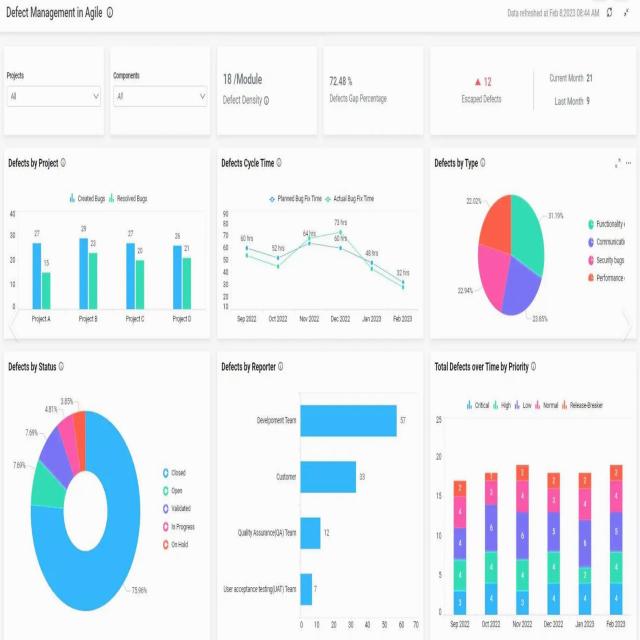 Defect Management in Agile
Data refreshed at Feb 8,2023 08:44 AM
Projects
All
Components
All
18 /Module
Defect Density
72.48 %
Defects Gap Percentage
▲ 12
Escaped Defects
Current Month 21
Last Month 9
Defects by Project
Created Bugs Resolved Bugs
40
30
20
10
0
27 15 29 23 27 20 26 21
Project A Project B Project C Project D
Defects Cycle Time
Planned Bug Fix Time Actual Bug Fix Time
90
80
70
60
50
40
30
20
10
60 hrs 52 hrs 64 hrs 73 hrs 60 hrs 48 hrs 32 hrs
Sep 2022 Oct 2022 Nov 2022 Dec 2022 Jan 2023 Feb 2023
Defects by Type
22.02%
31.19%
22.94%
23.85%
Functionality
Communicati
Security bugs
Performance
Defects by Status
3.85%
4.81%
7.69%
7.69%
75.96%
Closed
Open
Validated
In Progress
On Hold
Defects by Reporter
Develpoment Team 57
Customer 33
Quality Assurance(QA) Team 12
User acceptance testing(UAT) Team 7
0 10 20 30 40 50 60 70
Total Defects over Time by Priority
Critical High Low Normal Release-Breaker
25
20
15
10
5
0
Sep 2022 Oct 2022 Nov 2022 Dec 2022 Jan 2023 Feb 2023